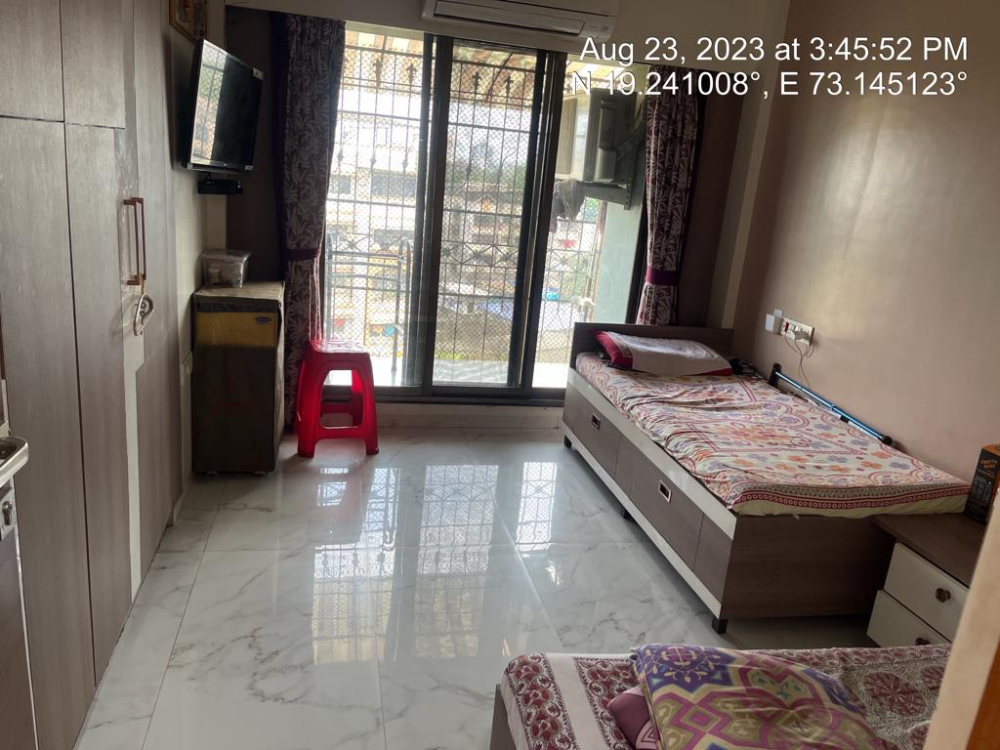 Aug 23, 2023 at 3:45:52 PM
N 19.241008°, E 73.145123°